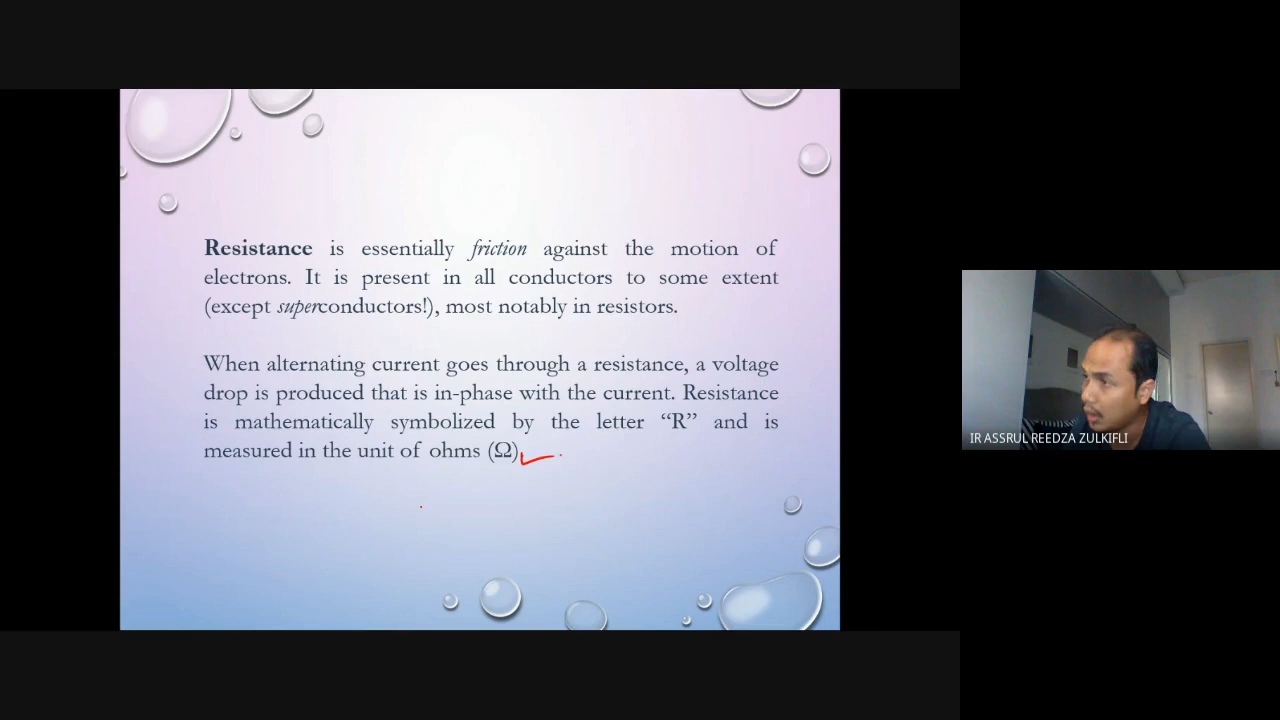 Resistance is essentially friction against the motion of
electrons. It is present in all conductors to some extent
(except superconductors!), most notably in resistors.
When alternating current goes through a resistance, a voltage
drop is produced that is in-phase with the current. Resistance
is mathematically symbolized by the letter “R” and is
measured in the unit of ohms (Ω)
IR ASSRUL REEDZA ZULKIFLI